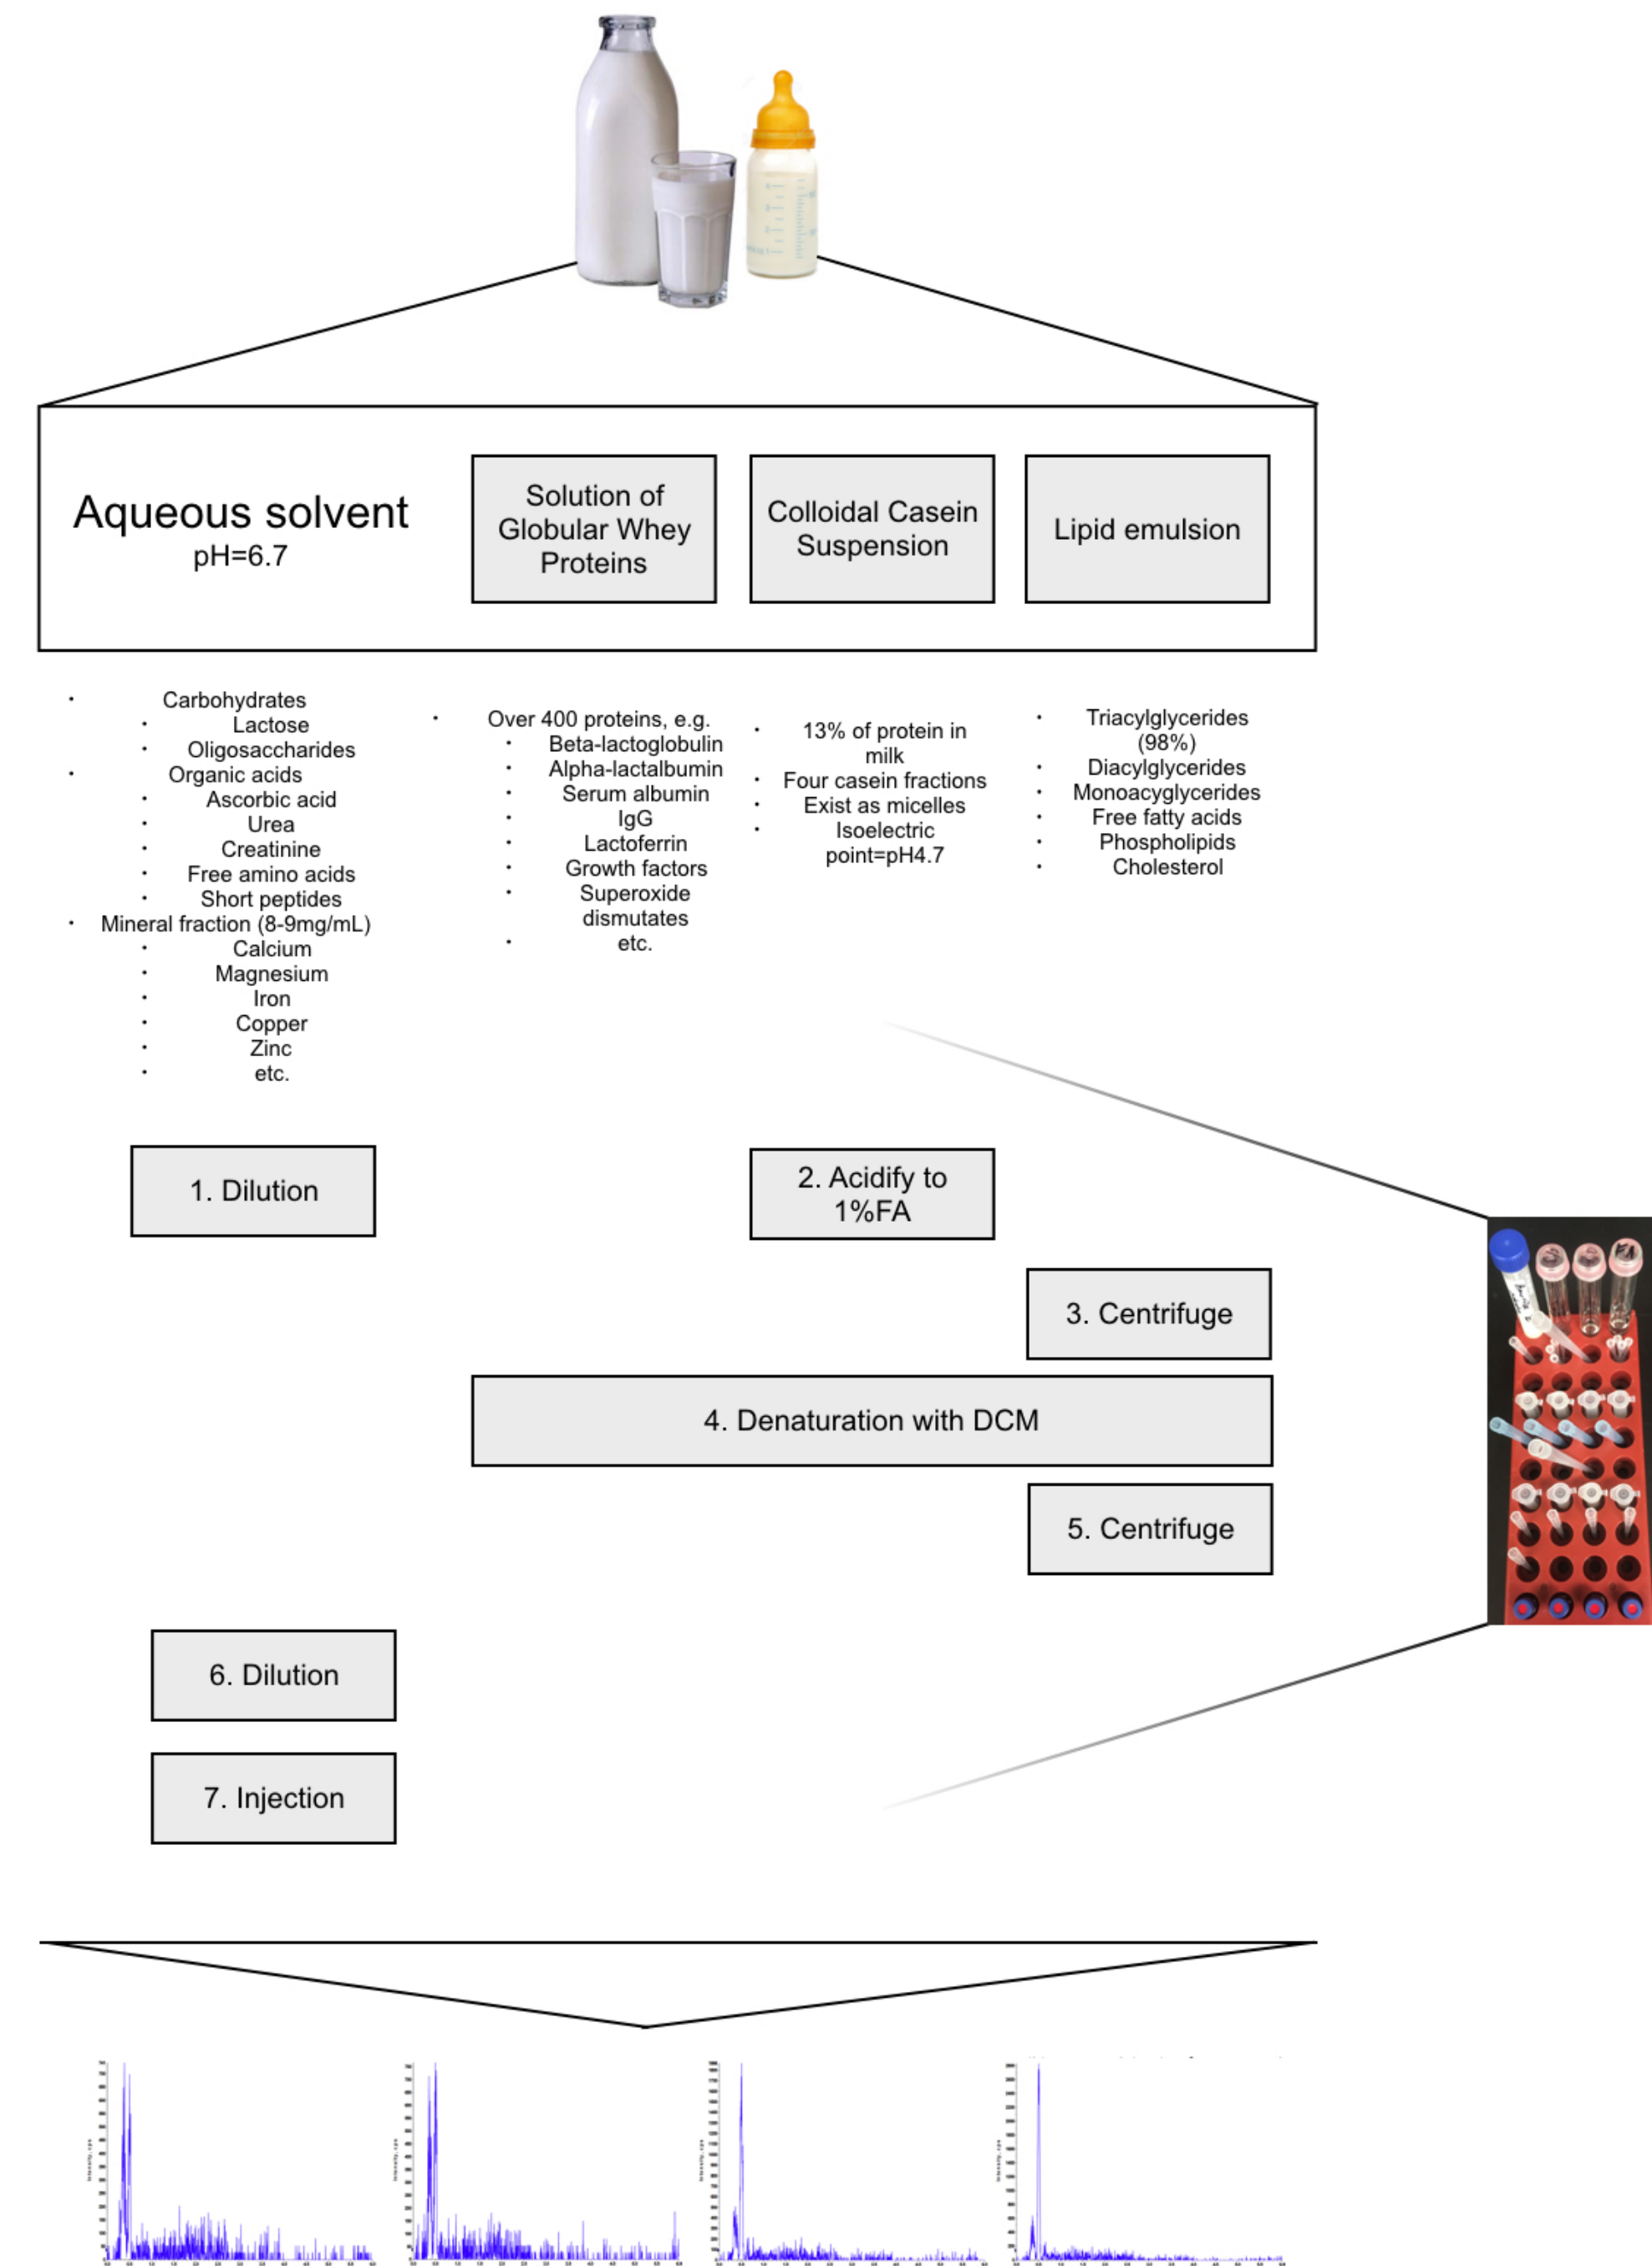 Aqueous solvent
pH=6.7
Solution of
Globular Whey
Proteins
Colloidal Casein
Suspension
Lipid emulsion
• Carbohydrates
• Lactose
• Oligosaccharides
• Organic acids
• Ascorbic acid
• Urea
• Creatinine
• Free amino acids
• Short peptides
• Mineral fraction (8-9mg/mL)
• Calcium
• Magnesium
• Iron
• Copper
• Zinc
• etc.
• Over 400 proteins, e.g.
• Beta-lactoglobulin
• Alpha-lactalbumin
• Serum albumin
• IgG
• Lactoferrin
• Growth factors
• Superoxide
dismutates
• etc.
• 13% of protein in
milk
• Four casein fractions
• Exist as micelles
• Isoelectric
point=pH4.7
• Triacylglycerides
(98%)
• Diacylglycerides
• Monoacyglycerides
• Free fatty acids
• Phospholipids
• Cholesterol
1. Dilution
2. Acidify to
1%FA
3. Centrifuge
4. Denaturation with DCM
5. Centrifuge
6. Dilution
7. Injection